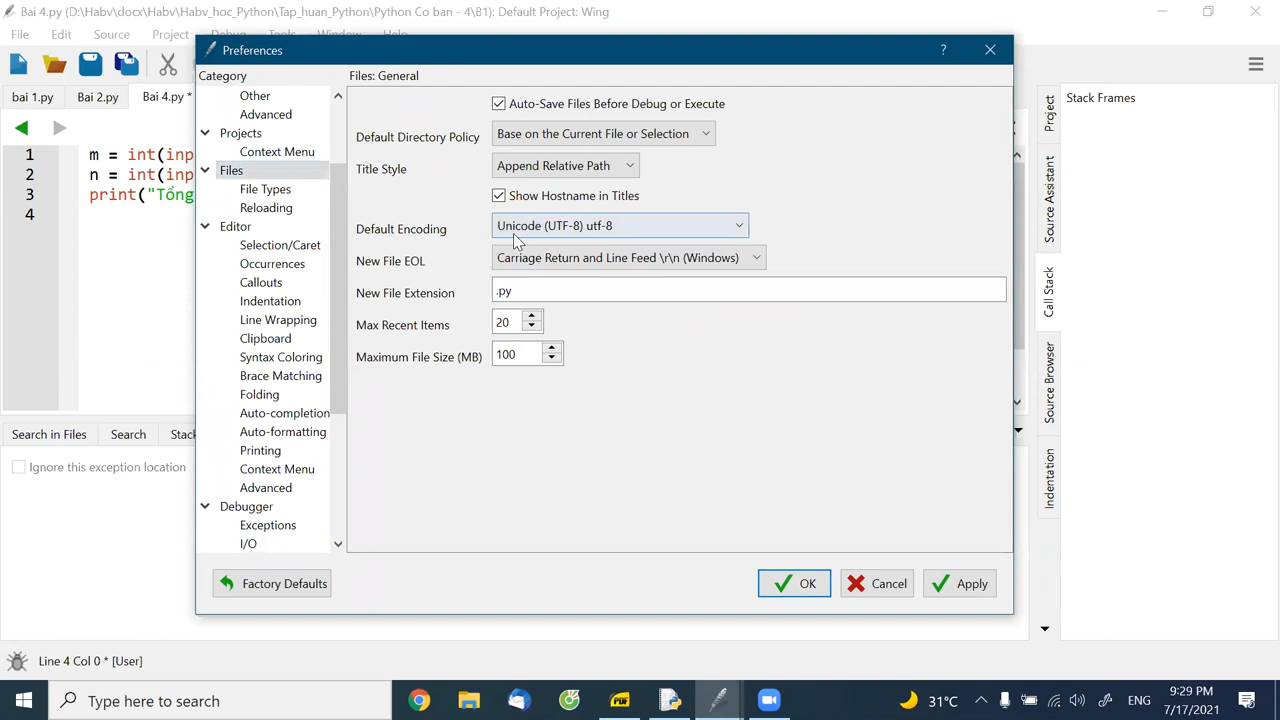 Bai 4.py (D:\Habv\docx\Habv\Habv_hoc_Python\Tap_huan_Python\Python Co ban - 4\B1): Default Project: Wing
File Edit Source Project Debug Tools Window Help
Preferences
?
Category
Files: General
bai 1.py
Bai 2.py
Bai 4.py *
1 m = int(inp
2 n = int(inp
3 print("Tổng
4
Other
Advanced
Projects
Context Menu
Files
File Types
Reloading
Editor
Selection/Caret
Occurrences
Callouts
Indentation
Line Wrapping
Clipboard
Syntax Coloring
Brace Matching
Folding
Auto-completion
Auto-formatting
Printing
Context Menu
Advanced
Debugger
Exceptions
I/O
Auto-Save Files Before Debug or Execute
Default Directory Policy Base on the Current File or Selection
Title Style Append Relative Path
Show Hostname in Titles
Default Encoding Unicode (UTF-8) utf-8
New File EOL Carriage Return and Line Feed \r\n (Windows)
New File Extension .py
Max Recent Items 20
Maximum File Size (MB) 100
Factory Defaults
OK
Cancel
Apply
Project
Source Assistant
Call Stack
Source Browser
Indentation
Stack Frames
Search in Files
Search
Stac
Ignore this exception location
Line 4 Col 0 * [User]
Type here to search
PDF
31°C
ENG
9:29 PM
7/17/2021